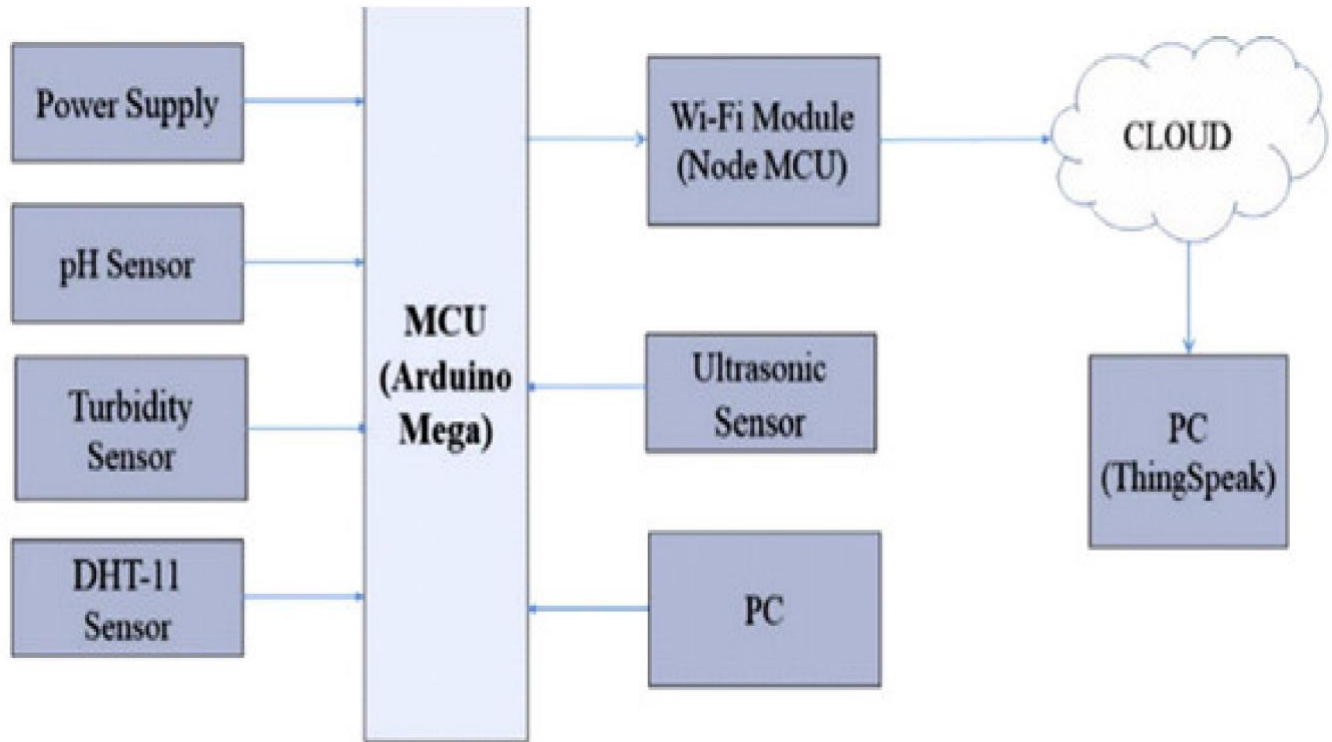 Power Supply
pH Sensor
Turbidity
Sensor
DHT-11
Sensor
MCU
(Arduino
Mega)
Wi-Fi Module
(Node MCU)
Ultrasonic
Sensor
PC
CLOUD
PC
(ThingSpeak)